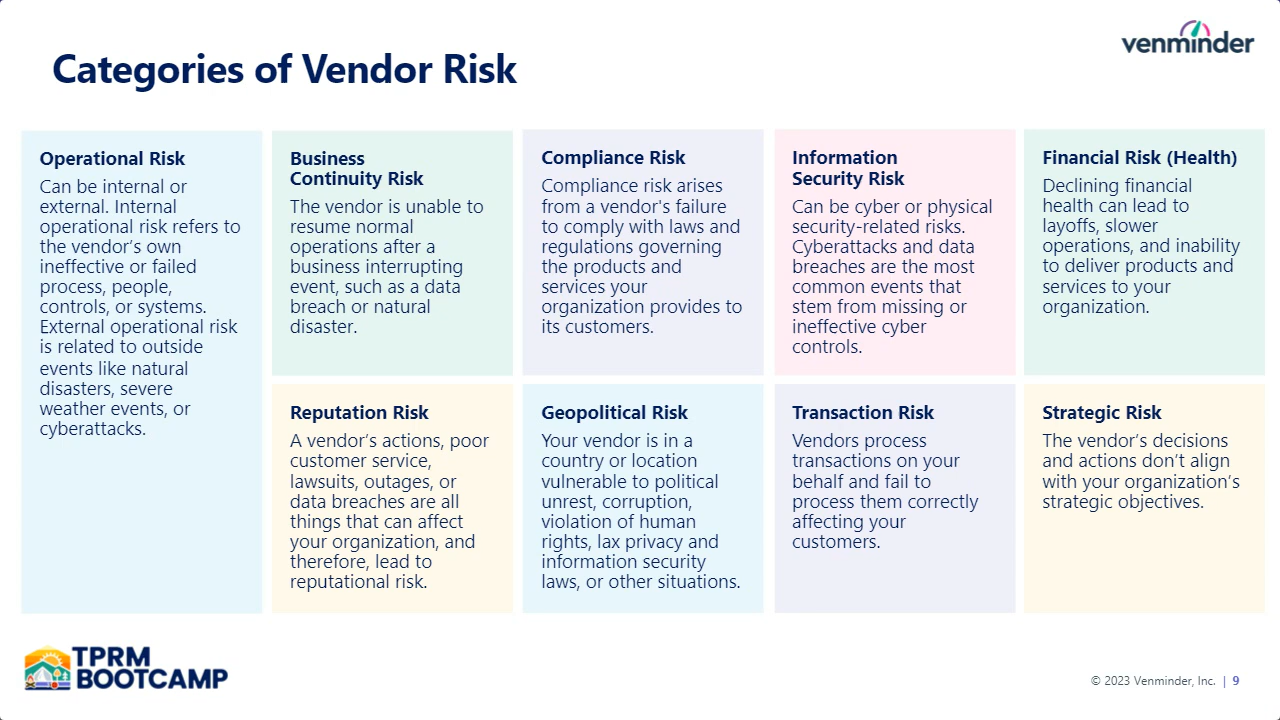 venminder
Categories of Vendor Risk
Operational Risk
Can be internal or
external. Internal
operational risk refers to
the vendor’s own
ineffective or failed
process, people,
controls, or systems.
External operational risk
is related to outside
events like natural
disasters, severe
weather events, or
cyberattacks.
Business
Continuity Risk
The vendor is unable to
resume normal
operations after a
business interrupting
event, such as a data
breach or natural
disaster.
Compliance Risk
Compliance risk arises
from a vendor's failure
to comply with laws and
regulations governing
the products and
services your
organization provides to
its customers.
Information
Security Risk
Can be cyber or physical
security-related risks.
Cyberattacks and data
breaches are the most
common events that
stem from missing or
ineffective cyber
controls.
Financial Risk (Health)
Declining financial
health can lead to
layoffs, slower
operations, and inability
to deliver products and
services to your
organization.
Reputation Risk
A vendor’s actions, poor
customer service,
lawsuits, outages, or
data breaches are all
things that can affect
your organization, and
therefore, lead to
reputational risk.
Geopolitical Risk
Your vendor is in a
country or location
vulnerable to political
unrest, corruption,
violation of human
rights, lax privacy and
information security
laws, or other situations.
Transaction Risk
Vendors process
transactions on your
behalf and fail to
process them correctly
affecting your
customers.
Strategic Risk
The vendor’s decisions
and actions don’t align
with your organization’s
strategic objectives.
TPRM
BOOTCAMP
© 2023 Venminder, Inc. | 9